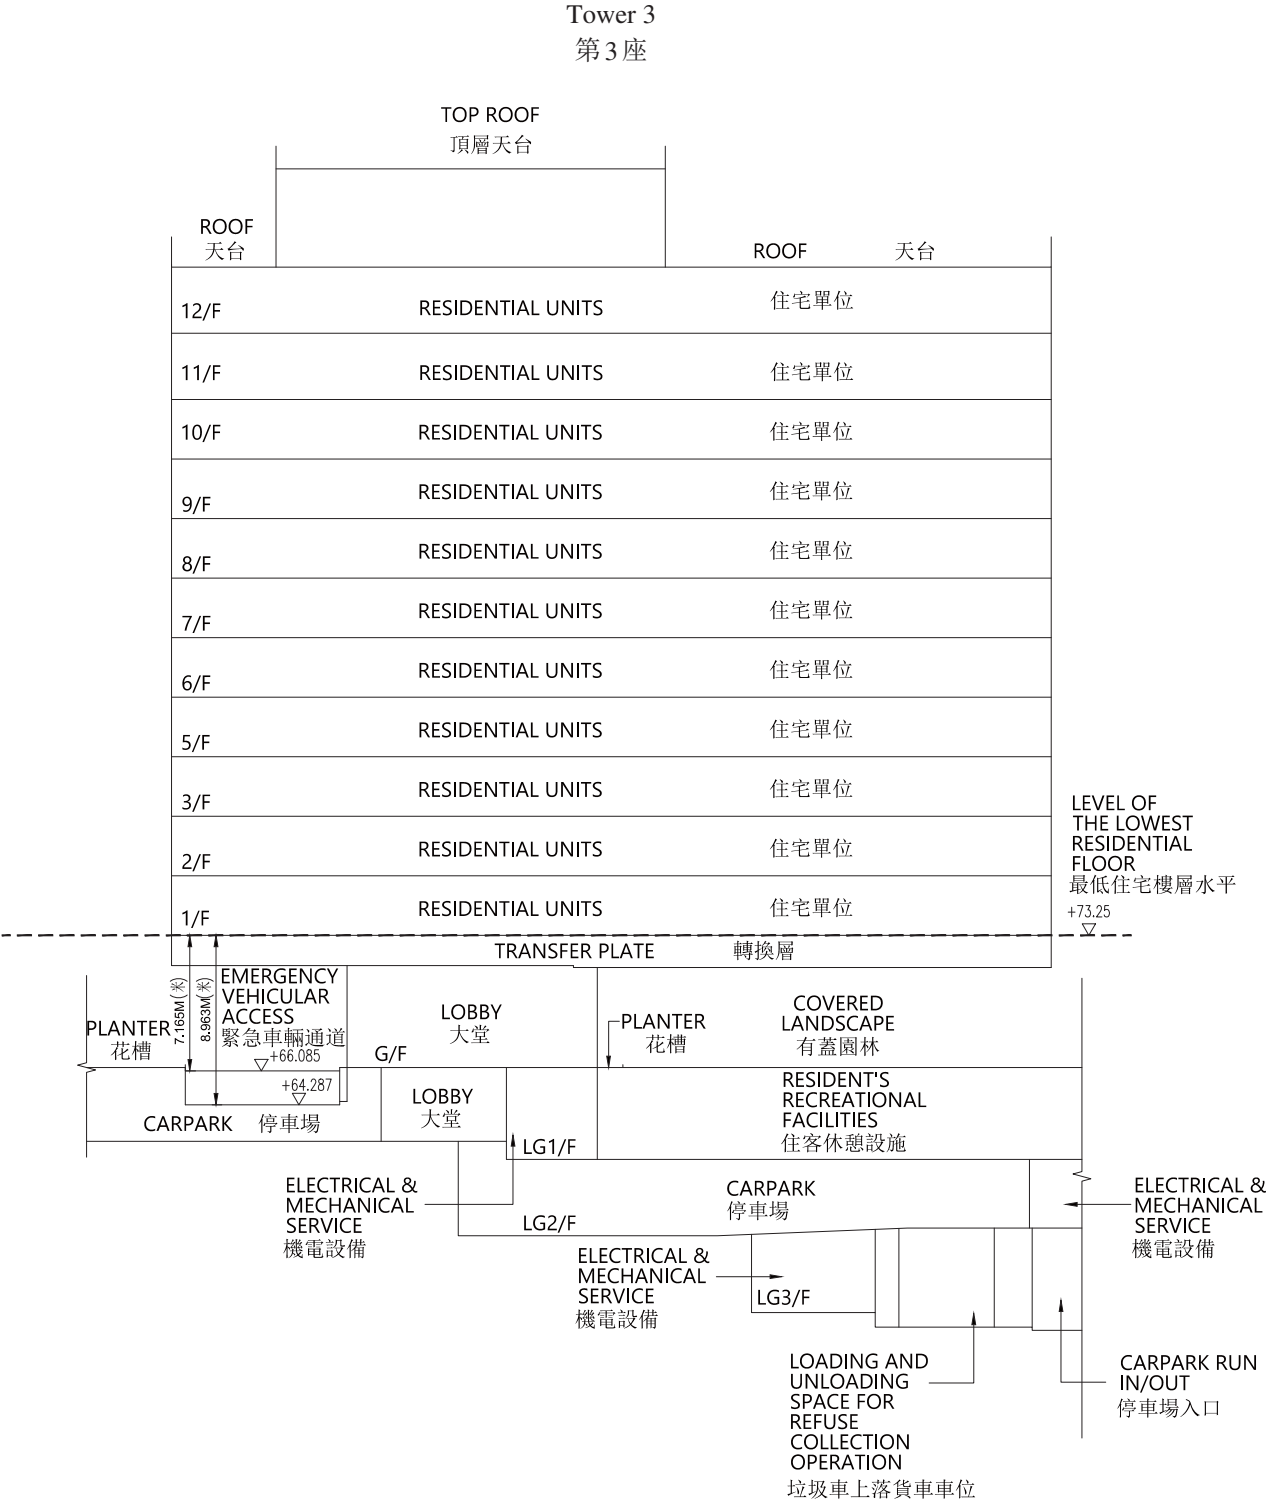 Tower 3
第3座
TOP ROOF
頂層天台
ROOF
天台
ROOF 天台
12/F RESIDENTIAL UNITS 住宅單位
11/F RESIDENTIAL UNITS 住宅單位
10/F RESIDENTIAL UNITS 住宅單位
9/F RESIDENTIAL UNITS 住宅單位
8/F RESIDENTIAL UNITS 住宅單位
7/F RESIDENTIAL UNITS 住宅單位
6/F RESIDENTIAL UNITS 住宅單位
5/F RESIDENTIAL UNITS 住宅單位
3/F RESIDENTIAL UNITS 住宅單位
2/F RESIDENTIAL UNITS 住宅單位
1/F RESIDENTIAL UNITS 住宅單位
LEVEL OF
THE LOWEST
RESIDENTIAL
FLOOR
最低住宅樓層水平
+73.25
TRANSFER PLATE 轉換層
PLANTER
花槽
7.165M(米)
8.963M(米)
EMERGENCY
VEHICULAR
ACCESS
緊急車輛通道
+66.085
+64.287
G/F
LOBBY
大堂
PLANTER
花槽
COVERED
LANDSCAPE
有蓋園林
CARPARK 停車場
LOBBY
大堂
LG1/F
RESIDENT'S
RECREATIONAL
FACILITIES
住客休憩設施
ELECTRICAL &
MECHANICAL
SERVICE
機電設備
LG2/F
CARPARK
停車場
ELECTRICAL &
MECHANICAL
SERVICE
機電設備
ELECTRICAL &
MECHANICAL
SERVICE
機電設備
LG3/F
LOADING AND
UNLOADING
SPACE FOR
REFUSE
COLLECTION
OPERATION
垃圾車上落貨車車位
CARPARK RUN
IN/OUT
停車場入口